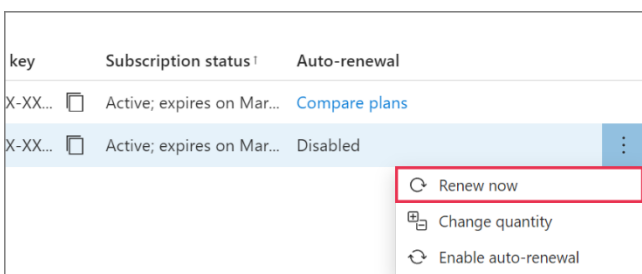 key Subscription status↑ Auto-renewal
X-XX... Active; expires on Mar... Compare plans
X-XX... Active; expires on Mar... Disabled
Renew now
Change quantity
Enable auto-renewal